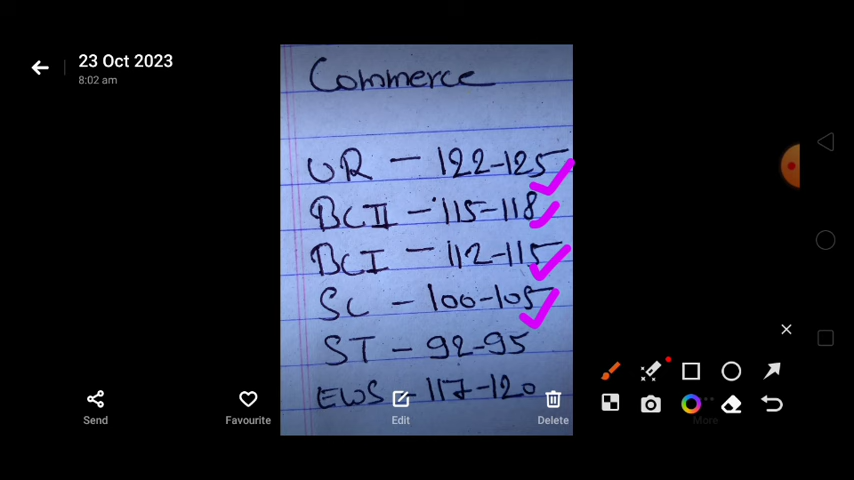 23 Oct 2023
8:02 am
Commerce
UR - 122-125
BCII - 115-118
BCI - 112-115
SC - 100-105
ST - 92-95
EWS - 117-120
Send
Favourite
Edit
Delete
More